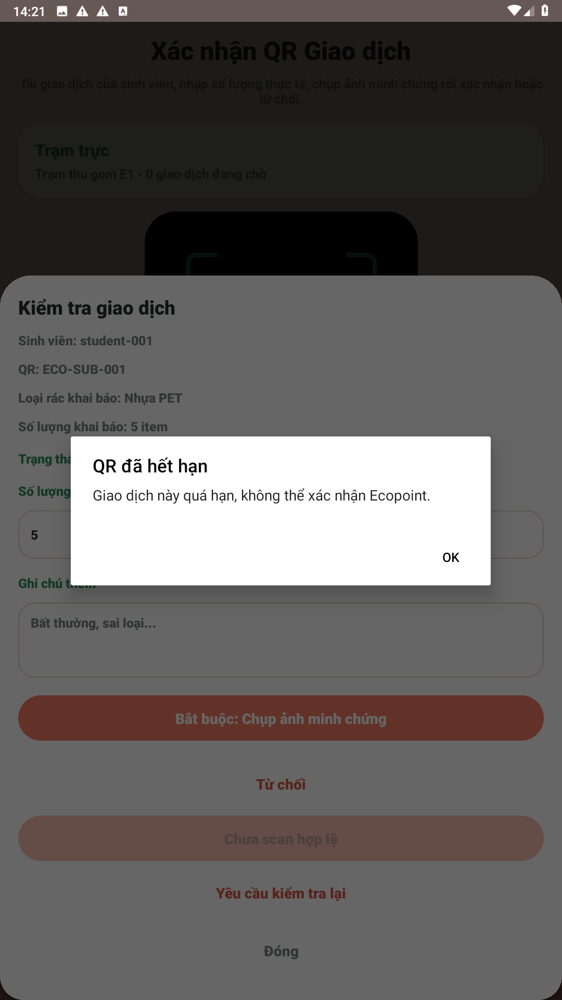 14:21
Xác nhận QR Giao dịch
Tải giao dịch của sinh viên, nhập số lượng thực tế, chụp ảnh minh chứng rồi xác nhận hoặc
từ chối.
Trạm trực
Trạm thu gom E1 - 0 giao dịch đang chờ
Kiểm tra giao dịch
Sinh viên: student-001
QR: ECO-SUB-001
Loại rác khai báo: Nhựa PET
Số lượng khai báo: 5 item
Trạng
Số lượng
QR đã hết hạn
Giao dịch này quá hạn, không thể xác nhận Ecopoint.
OK
5
Ghi chú thêm
Bất thường, sai loại...
Bắt buộc: Chụp ảnh minh chứng
Từ chối
Chưa scan hợp lệ
Yêu cầu kiểm tra lại
Đóng